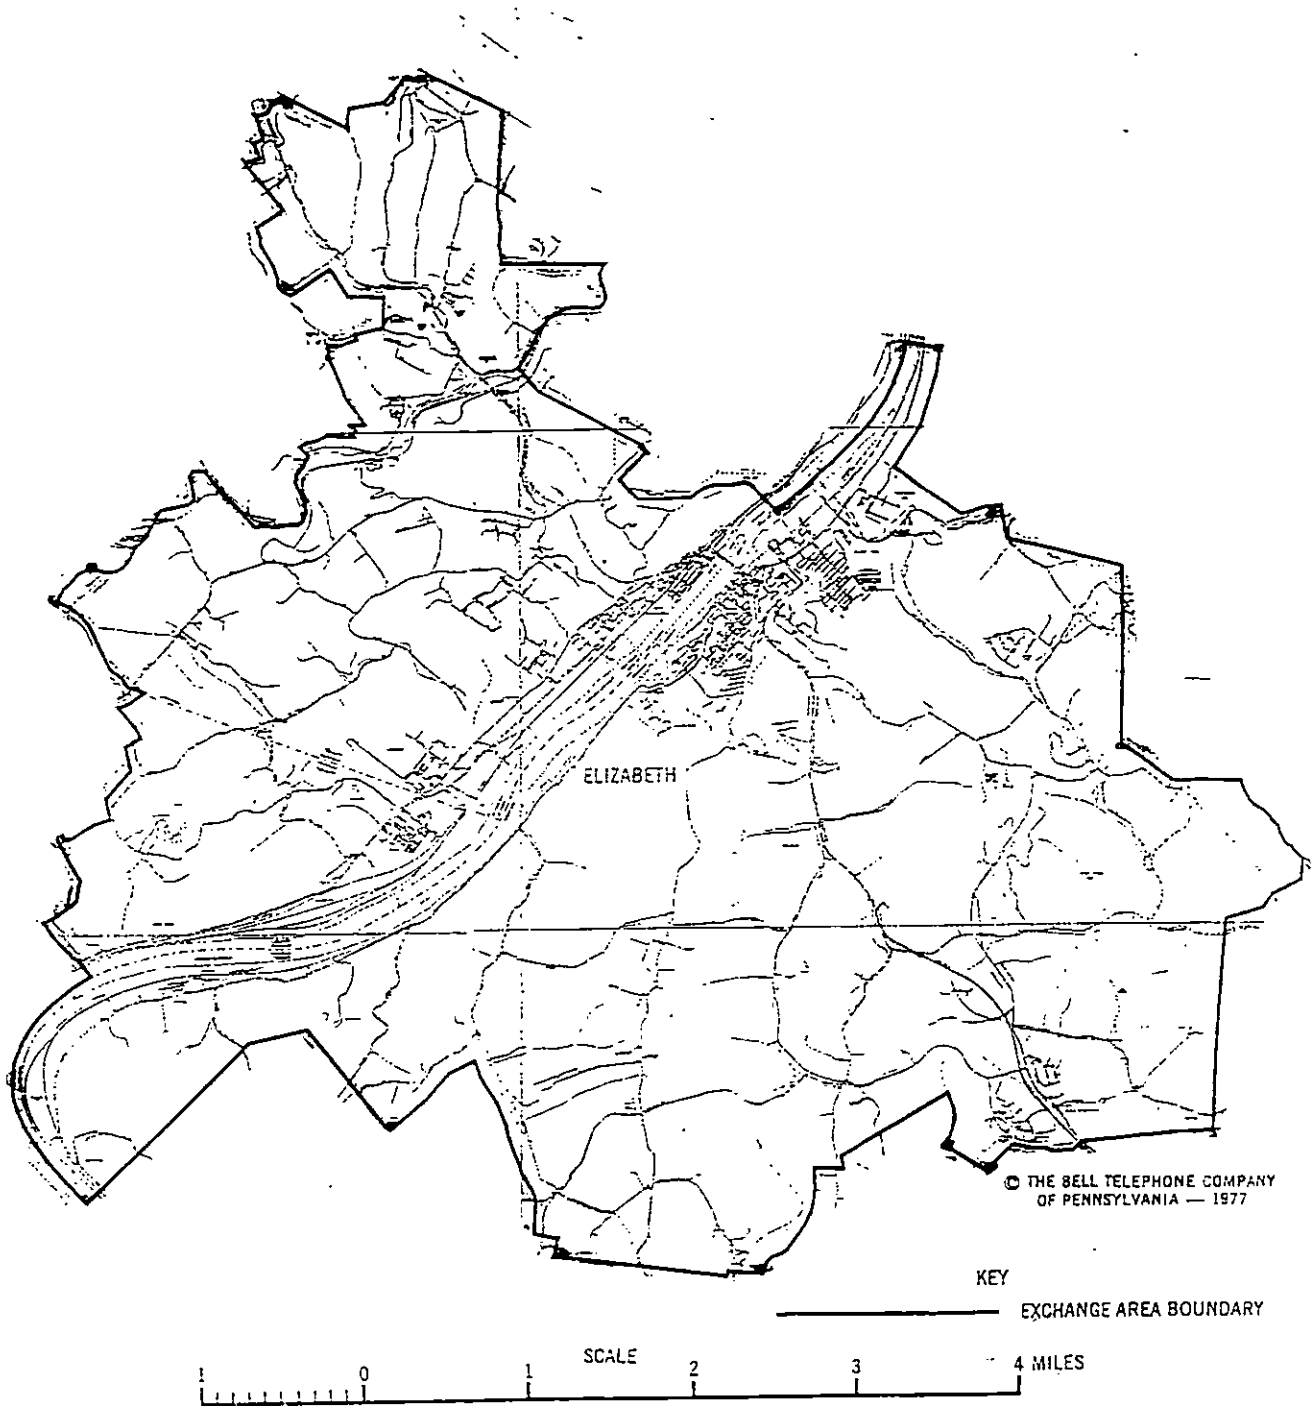 ELIZABETH
© THE BELL TELEPHONE COMPANY
OF PENNSYLVANIA — 1977
KEY
EXCHANGE AREA BOUNDARY
SCALE
1 0 1 2 3 4 MILES